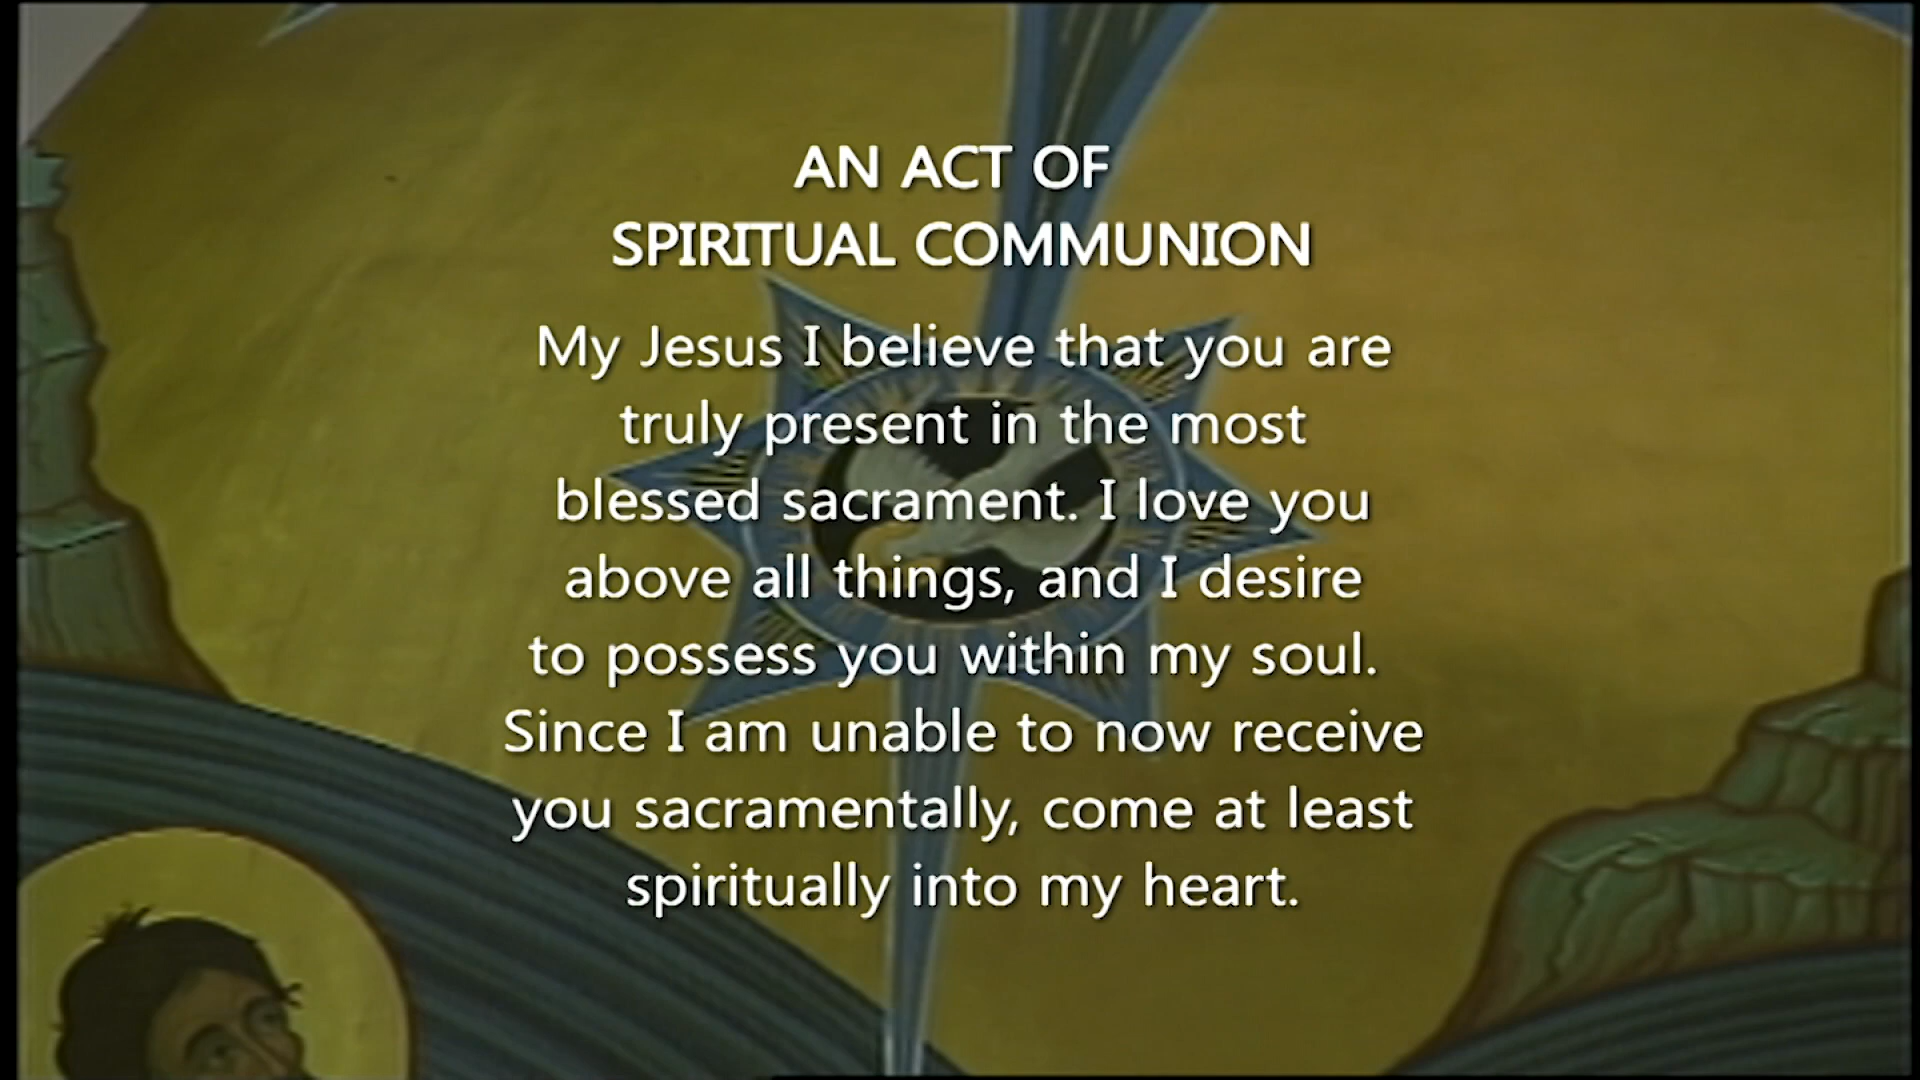 AN ACT OF
SPIRITUAL COMMUNION
My Jesus I believe that you are
truly present in the most
blessed sacrament. I love you
above all things, and I desire
to possess you within my soul.
Since I am unable to now receive
you sacramentally, come at least
spiritually into my heart.